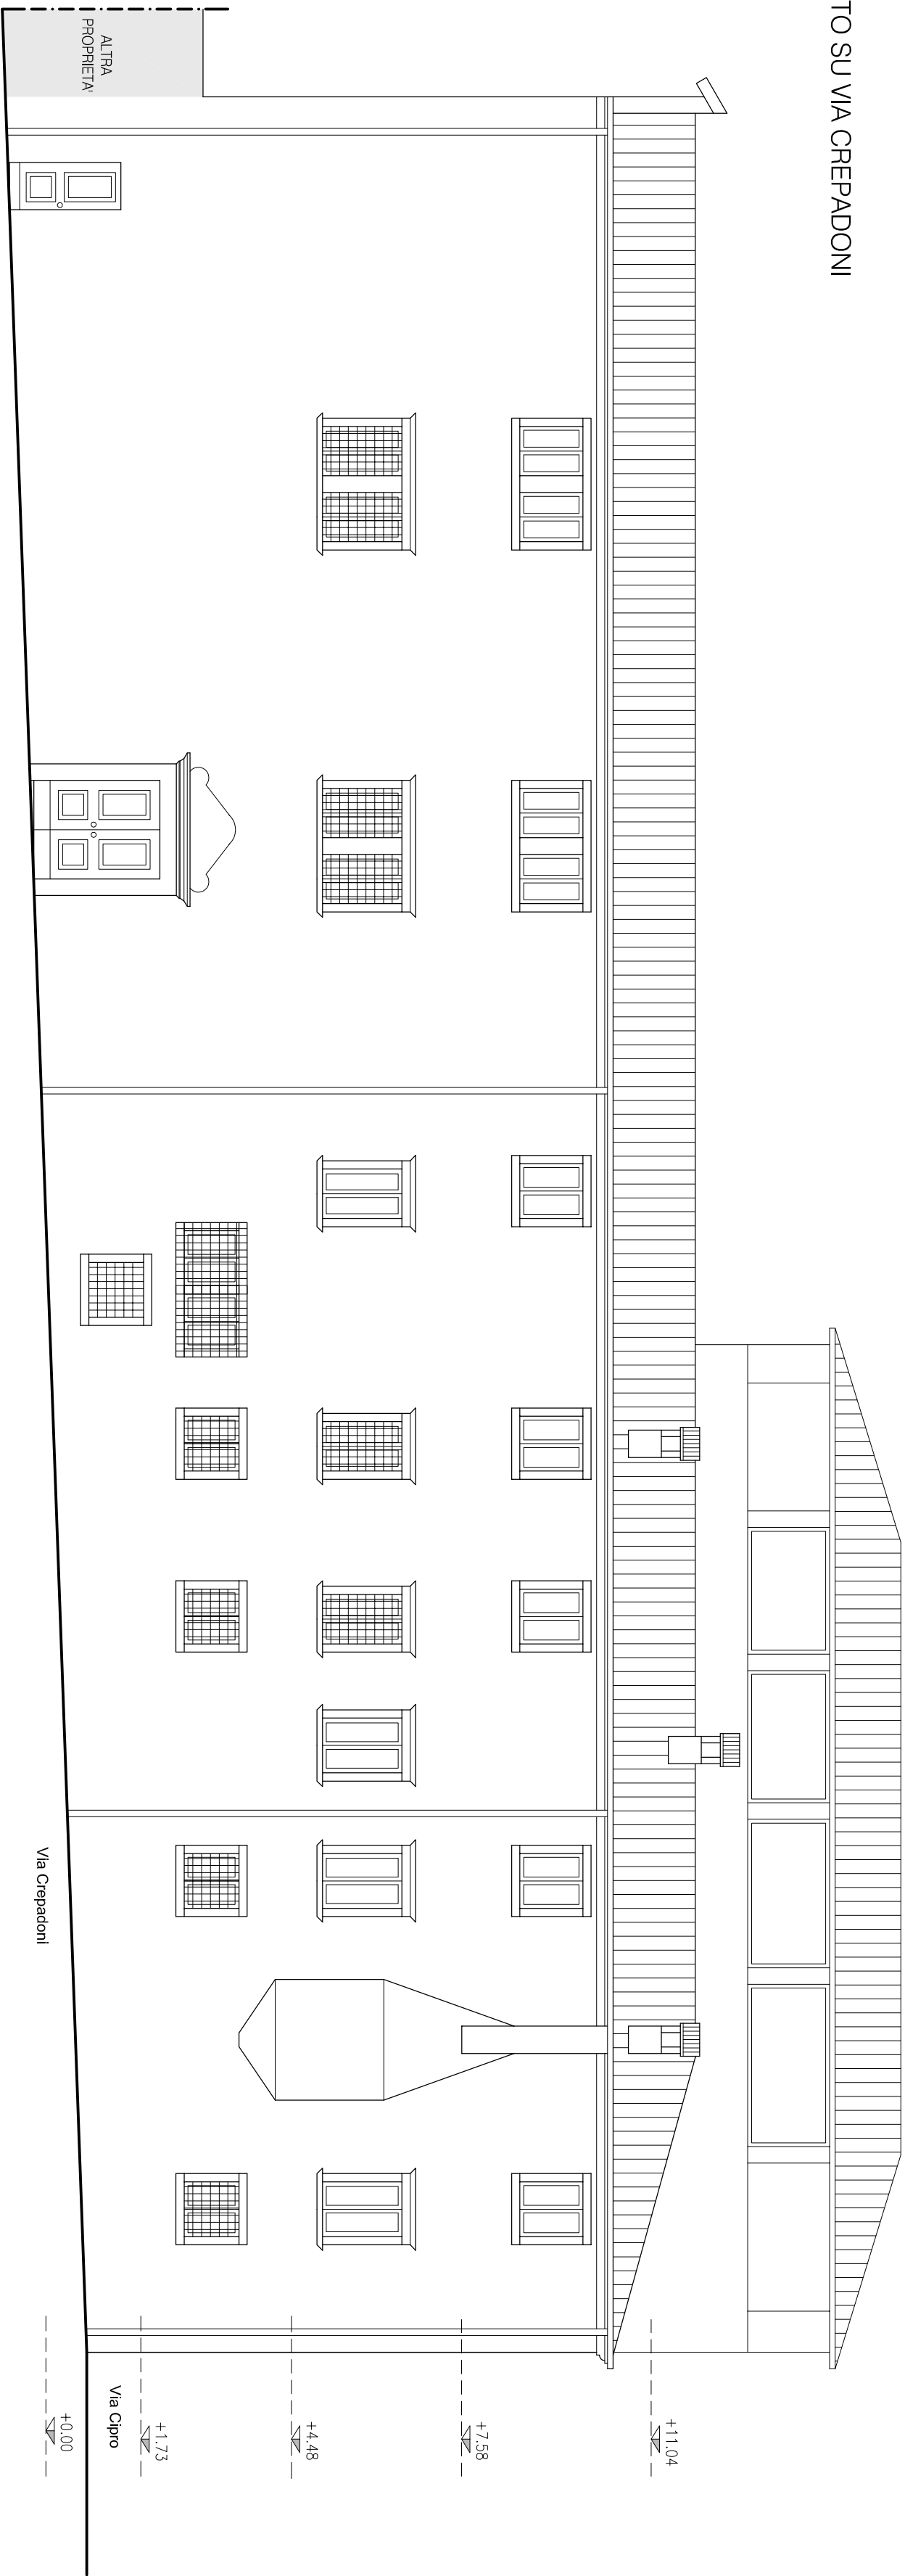 TO SU VIA CREPADONI
ALTRA
PROPRIETA'
+11.04
+7.58
+4.48
+1.73
+0.00
Via Cipro
Via Crepadoni